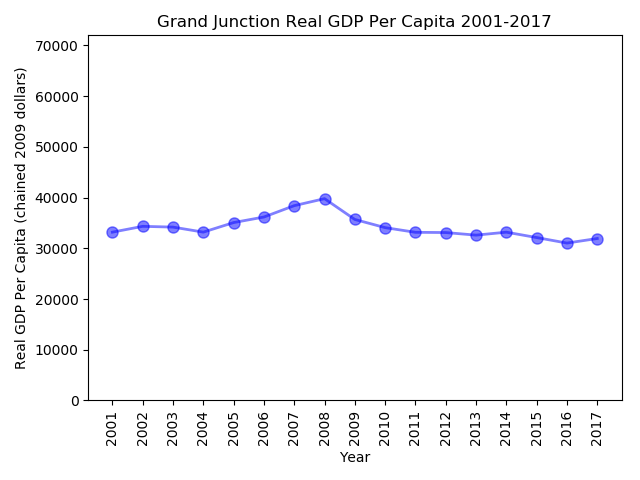 Grand Junction Real GDP Per Capita 2001-2017
Real GDP Per Capita (chained 2009 dollars)
70000
60000
50000
40000
30000
20000
10000
0
2001 2002 2003 2004 2005 2006 2007 2008 2009 2010 2011 2012 2013 2014 2015 2016 2017
Year